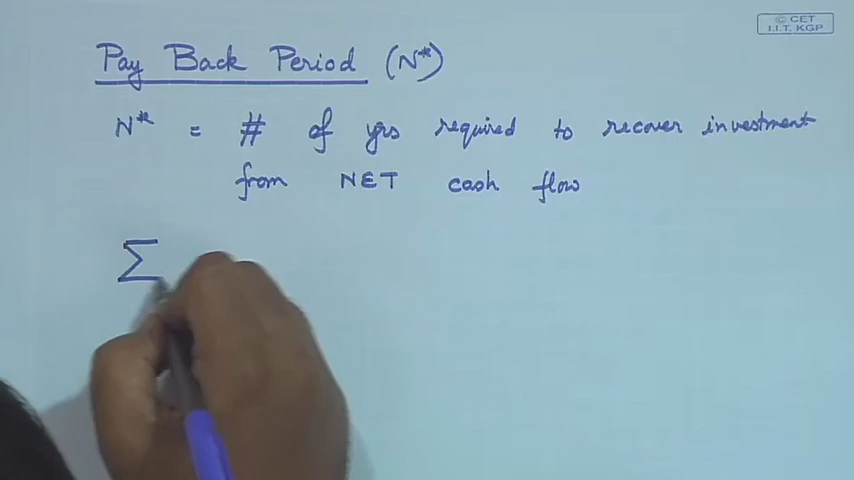 © CET
I.I.T. KGP
Pay Back Period (N*)
N* = # of yrs required to recover investment
from NET cash flow
Σ